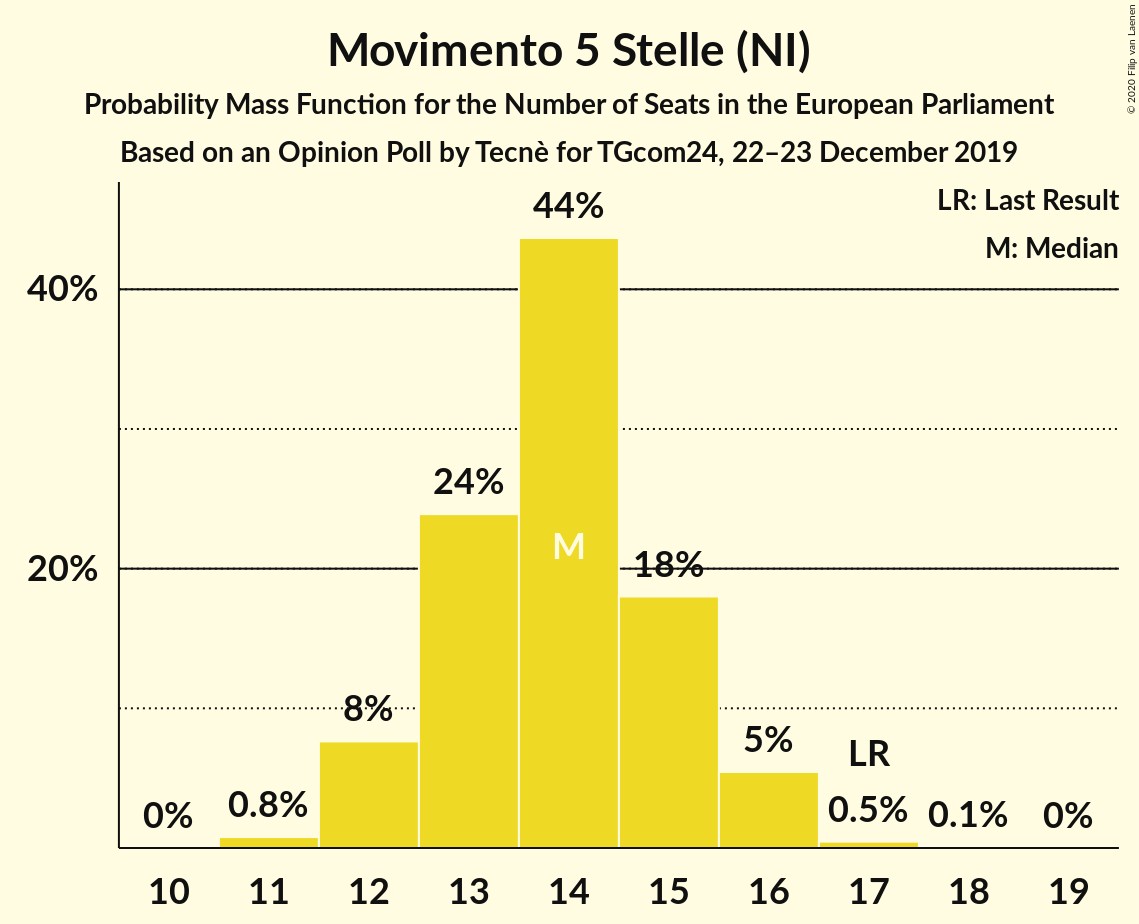 Movimento 5 Stelle (NI)
Probability Mass Function for the Number of Seats in the European Parliament
Based on an Opinion Poll by Tecnè for TGcom24, 22–23 December 2019
© 2020 Filip van Laenen
LR: Last Result
M: Median
40%
20%
0%
0.8%
8%
24%
44%
M
18%
5%
LR
0.5%
0.1%
0%
10 11 12 13 14 15 16 17 18 19